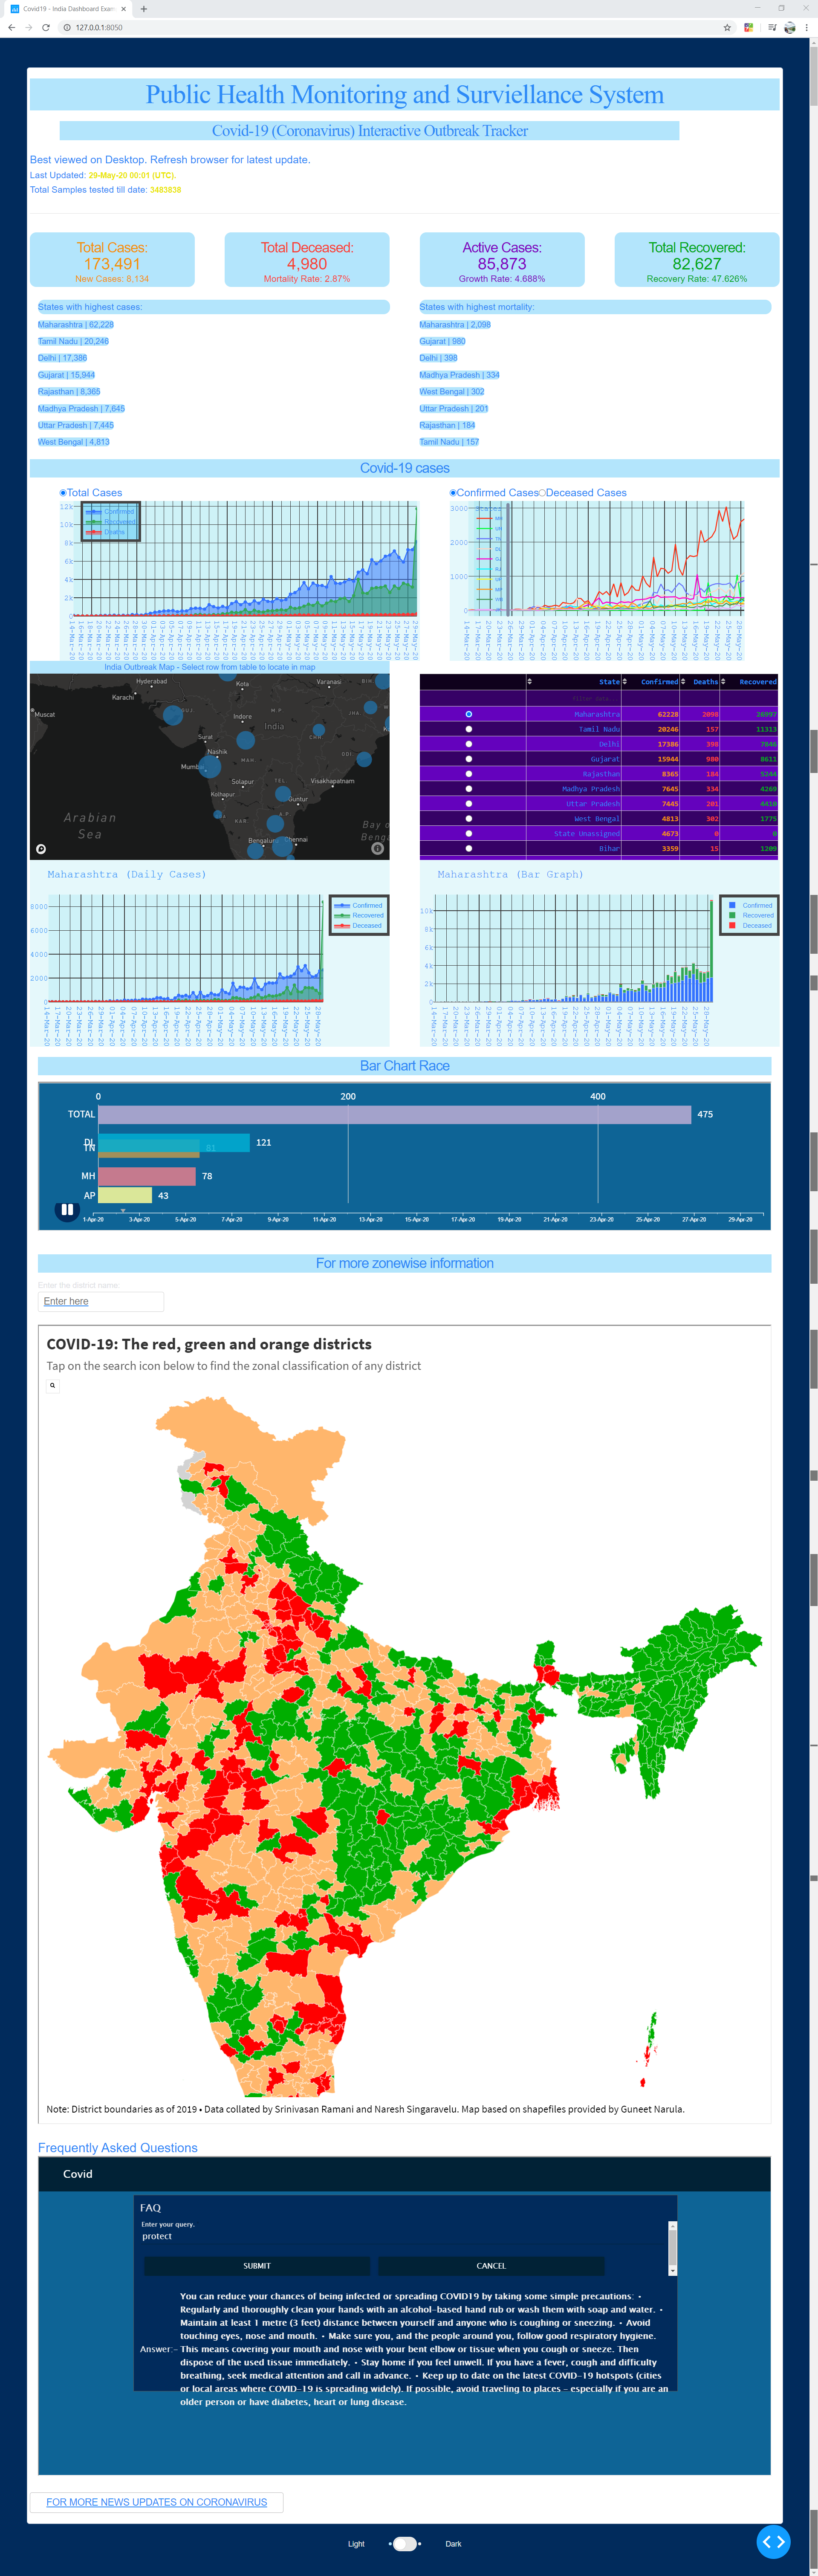 Covid19 - India Dashboard Exam
127.0.0.1:8050
Public Health Monitoring and Surviellance System
Covid-19 (Coronavirus) Interactive Outbreak Tracker
Best viewed on Desktop. Refresh browser for latest update.
Last Updated: 29-May-20 00:01 (UTC).
Total Samples tested till date: 3483838
Total Cases:
173,491
New Cases: 8,134
Total Deceased:
4,980
Mortality Rate: 2.87%
Active Cases:
85,873
Growth Rate: 4.688%
Total Recovered:
82,627
Recovery Rate: 47.626%
States with highest cases:
Maharashtra | 62,228
Tamil Nadu | 20,246
Delhi | 17,386
Gujarat | 15,944
Rajasthan | 8,365
Madhya Pradesh | 7,645
Uttar Pradesh | 7,445
West Bengal | 4,813
States with highest mortality:
Maharashtra | 2,098
Gujarat | 980
Delhi | 398
Madhya Pradesh | 334
West Bengal | 302
Uttar Pradesh | 201
Rajasthan | 184
Tamil Nadu | 157
Covid-19 cases
Total Cases
12k
10k
8k
6k
4k
2k
0
Confirmed
Recovered
Deaths
Confirmed Cases Deceased Cases
3000
2000
1000
0
States
India Outbreak Map - Select row from table to locate in map
Hyderabad
Kota
Varanasi
BIH
Karachi
Muscat
GUJ
M.P
JHA
Indore
India
Surat
CHH
Nashik
ODI
MAH
Mumb
Solapur
TEL
Visakhapatnam
Kolhapur
Guntur
A.P
KAR
Arabian
Sea
Bay o
Beng
Bengalu
Chennai
State Confirmed Deaths Recovered
filter data...
Maharashtra 62228 2098 26997
Tamil Nadu 20246 157 11313
Delhi 17386 398 7846
Gujarat 15944 980 8611
Rajasthan 8365 184 5244
Madhya Pradesh 7645 334 4269
Uttar Pradesh 7445 201 4410
West Bengal 4813 302 1775
State Unassigned 4673 0 0
Bihar 3359 15 1209
Maharashtra (Daily Cases)
8000
6000
4000
2000
0
Confirmed
Recovered
Deceased
Maharashtra (Bar Graph)
10k
8k
6k
4k
2k
0
Confirmed
Recovered
Deceased
Bar Chart Race
0 200 400
TOTAL 475
DL 121
TN 81
MH 78
AP 43
1-Apr-20 3-Apr-20 5-Apr-20 7-Apr-20 9-Apr-20 11-Apr-20 13-Apr-20 15-Apr-20 17-Apr-20 19-Apr-20 21-Apr-20 23-Apr-20 25-Apr-20 27-Apr-20 29-Apr-20
For more zonewise information
Enter the district name:
Enter here
COVID-19: The red, green and orange districts
Tap on the search icon below to find the zonal classification of any district
Note: District boundaries as of 2019 • Data collated by Srinivasan Ramani and Naresh Singaravelu. Map based on shapefiles provided by Guneet Narula.
Frequently Asked Questions
Covid
FAQ
Enter your query.
protect
SUBMIT
CANCEL
You can reduce your chances of being infected or spreading COVID19 by taking some simple precautions: •
Regularly and thoroughly clean your hands with an alcohol-based hand rub or wash them with soap and water. •
Maintain at least 1 metre (3 feet) distance between yourself and anyone who is coughing or sneezing. • Avoid
touching eyes, nose and mouth. • Make sure you, and the people around you, follow good respiratory hygiene.
Answer:- This means covering your mouth and nose with your bent elbow or tissue when you cough or sneeze. Then
dispose of the used tissue immediately. • Stay home if you feel unwell. If you have a fever, cough and difficulty
breathing, seek medical attention and call in advance. • Keep up to date on the latest COVID-19 hotspots (cities
or local areas where COVID-19 is spreading widely). If possible, avoid traveling to places - especially if you are an
older person or have diabetes, heart or lung disease.
FOR MORE NEWS UPDATES ON CORONAVIRUS
Light
Dark